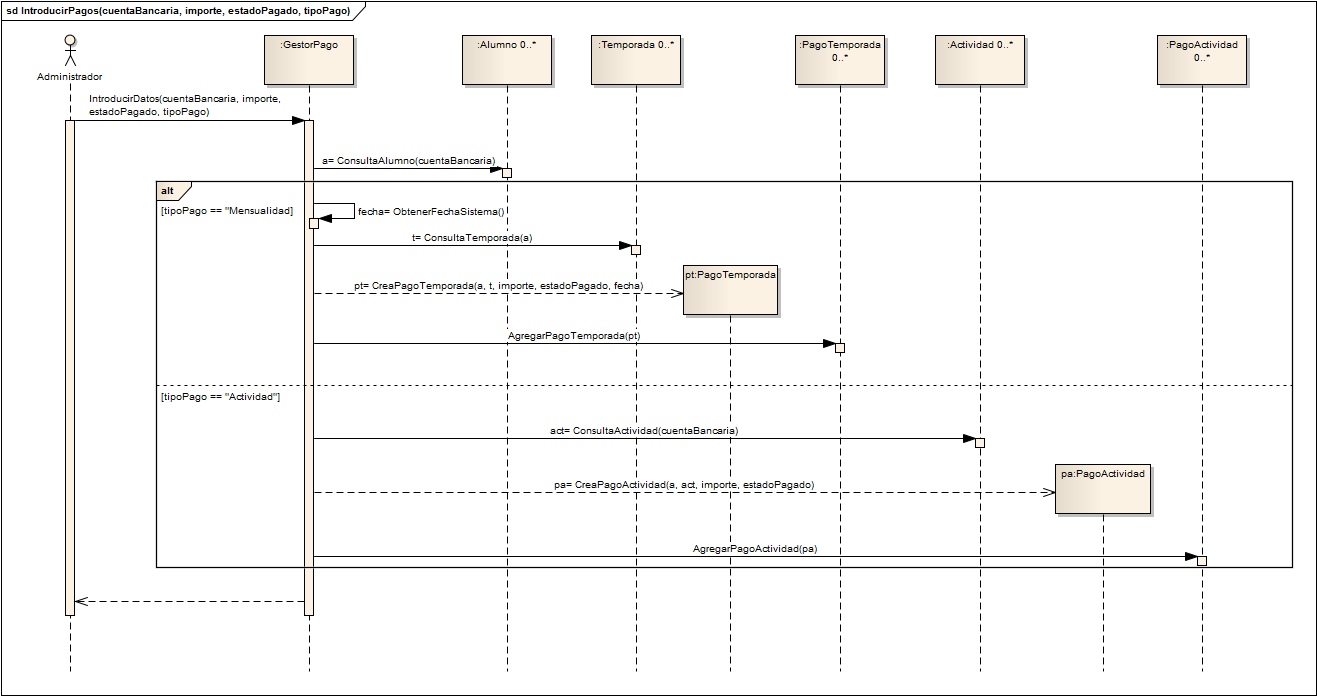 sd IntroducirPagos(cuentaBancaria, importe, estadoPagado, tipoPago)
:GestorPago
:Alumno 0..*
:Temporada 0..*
:PagoTemporada
0..*
:Actividad 0..*
:PagoActividad
0..*
Administrador
IntroducirDatos(cuentaBancaria, importe,
estadoPagado, tipoPago)
a= ConsultaAlumno(cuentaBancaria)
alt
[tipoPago == "Mensualidad]
fecha= ObtenerFechaSistema()
t= ConsultaTemporada(a)
pt:PagoTemporada
pt= CreaPagoTemporada(a, t, importe, estadoPagado, fecha)
AgregarPagoTemporada(pt)
[tipoPago == "Actividad"]
act= ConsultaActividad(cuentaBancaria)
pa:PagoActividad
pa= CreaPagoActividad(a, act, importe, estadoPagado)
AgregarPagoActividad(pa)